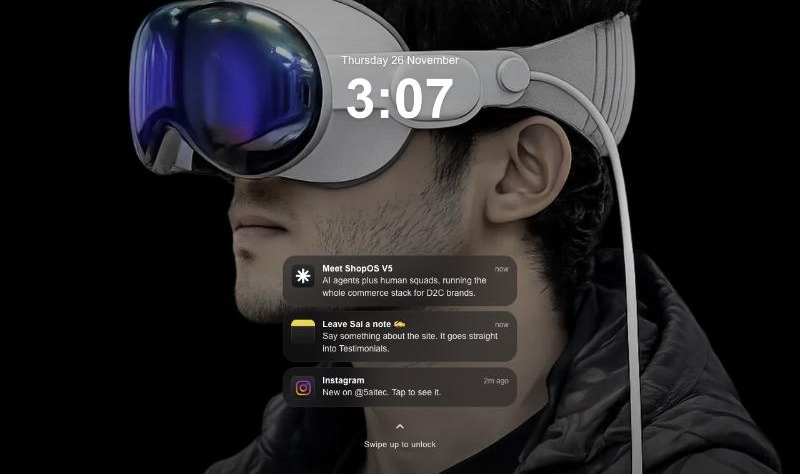 Thursday 26 November
3:07
Meet ShopOS V5
now
AI agents plus human squads, running the
whole commerce stack for D2C brands.
Leave Sai a note ✍️
now
Say something about the site. It goes straight
into Testimonials.
Instagram
2m ago
New on @5aitec. Tap to see it.
Swipe up to unlock